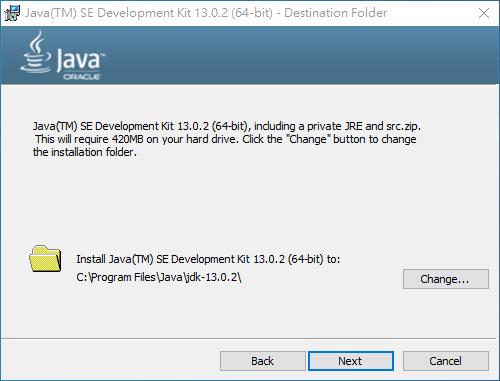 Java(TM) SE Development Kit 13.0.2 (64-bit) - Destination Folder
Java™
ORACLE
Java(TM) SE Development Kit 13.0.2 (64-bit), including a private JRE and src.zip.
This will require 420MB on your hard drive. Click the "Change" button to change
the installation folder.
Install Java(TM) SE Development Kit 13.0.2 (64-bit) to:
C:\Program Files\Java\jdk-13.0.2\
Change...
Back
Next
Cancel